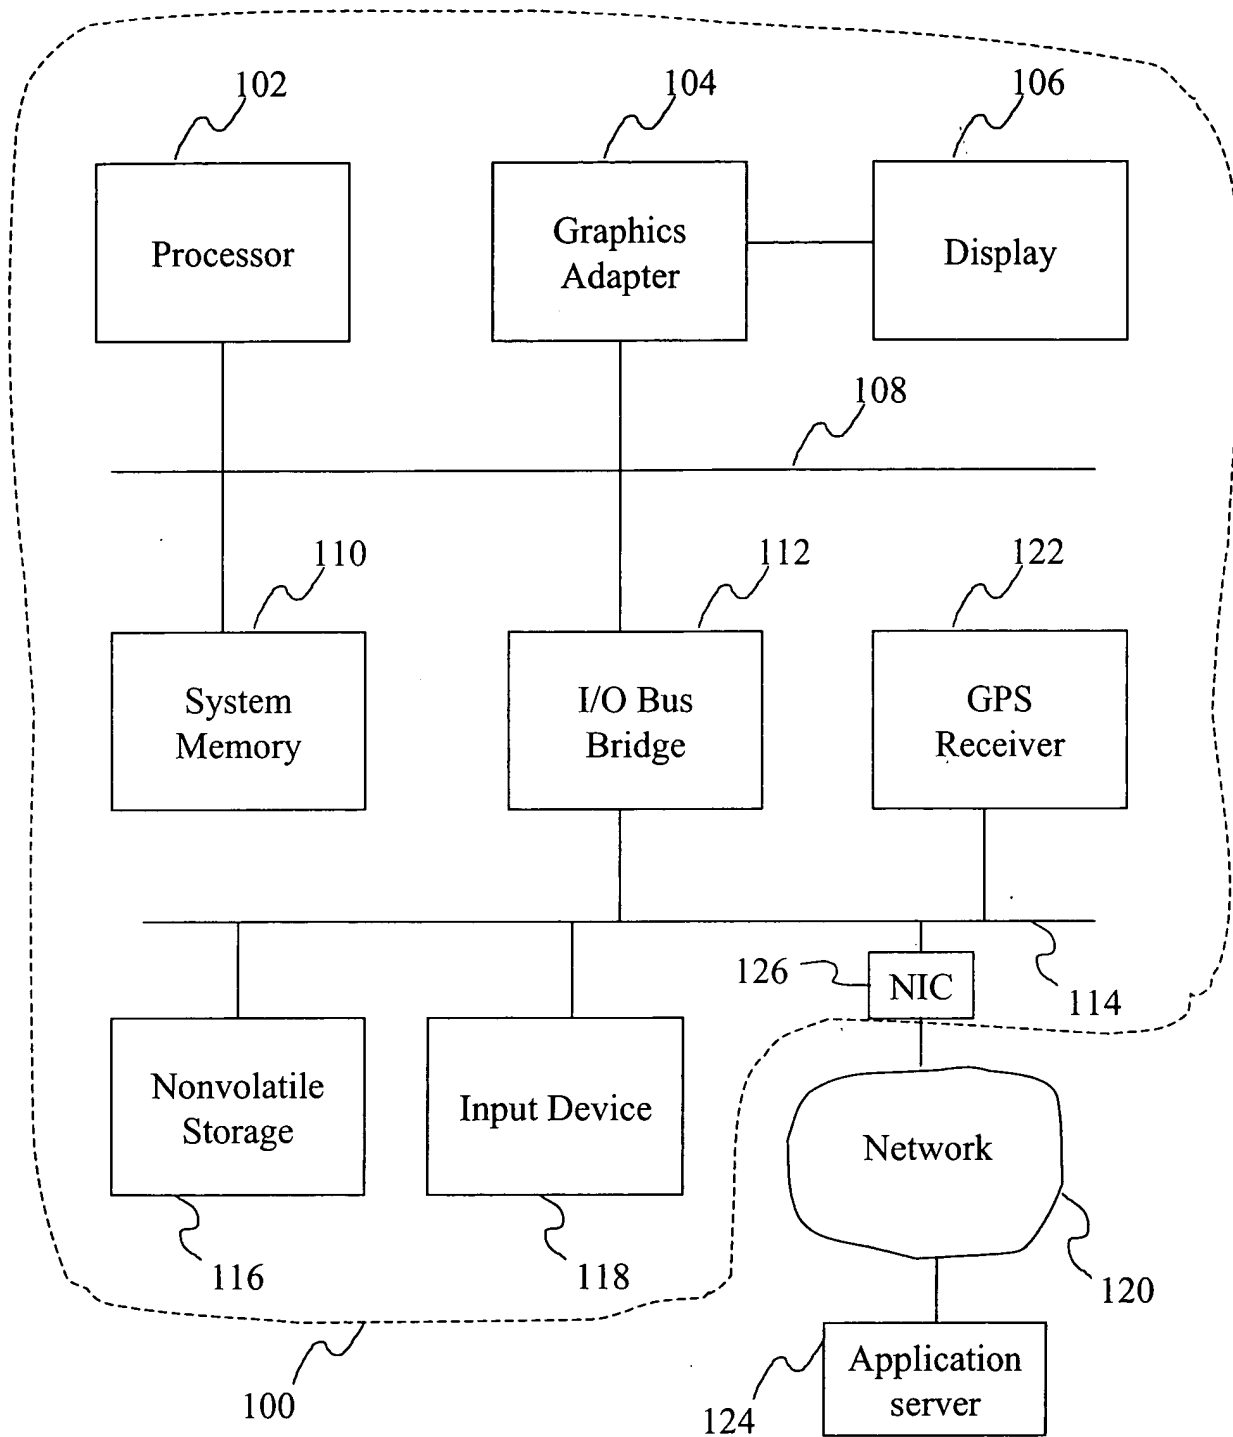 102
104
106
Processor
Graphics
Adapter
Display
108
110
112
122
System
Memory
I/O Bus
Bridge
GPS
Receiver
126
NIC
114
Nonvolatile
Storage
Input Device
Network
116
118
120
100
124
Application
server